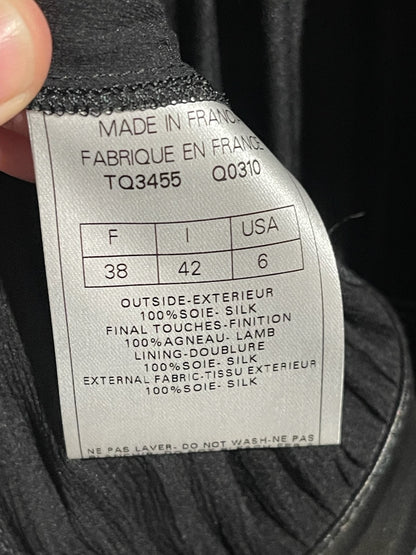 MADE IN FRANCE
FABRIQUE EN FRANCE
TQ3455 Q0310
F I USA
38 42 6
OUTSIDE-EXTERIEUR
100%SOIE- SILK
FINAL TOUCHES-FINITION
100%AGNEAU- LAMB
LINING-DOUBLURE
100%SOIE- SILK
EXTERNAL FABRIC-TISSU EXTERIEUR
100%SOIE- SILK
NE PAS LAVER- DO NOT WASH-NE PAS